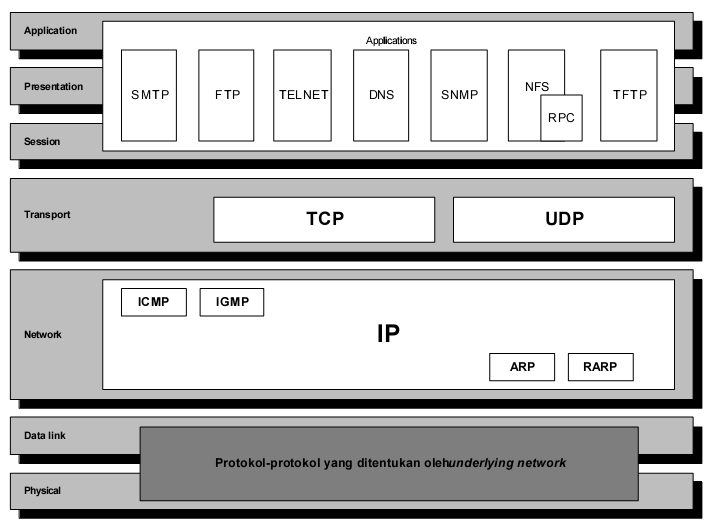 Application
Applications
Presentation
SMTP
FTP
TELNET
DNS
SNMP
NFS
RPC
TFTP
Session
Transport
TCP
UDP
ICMP
IGMP
Network
IP
ARP
RARP
Data link
Protokol-protokol yang ditentukan olehunderlying network
Physical